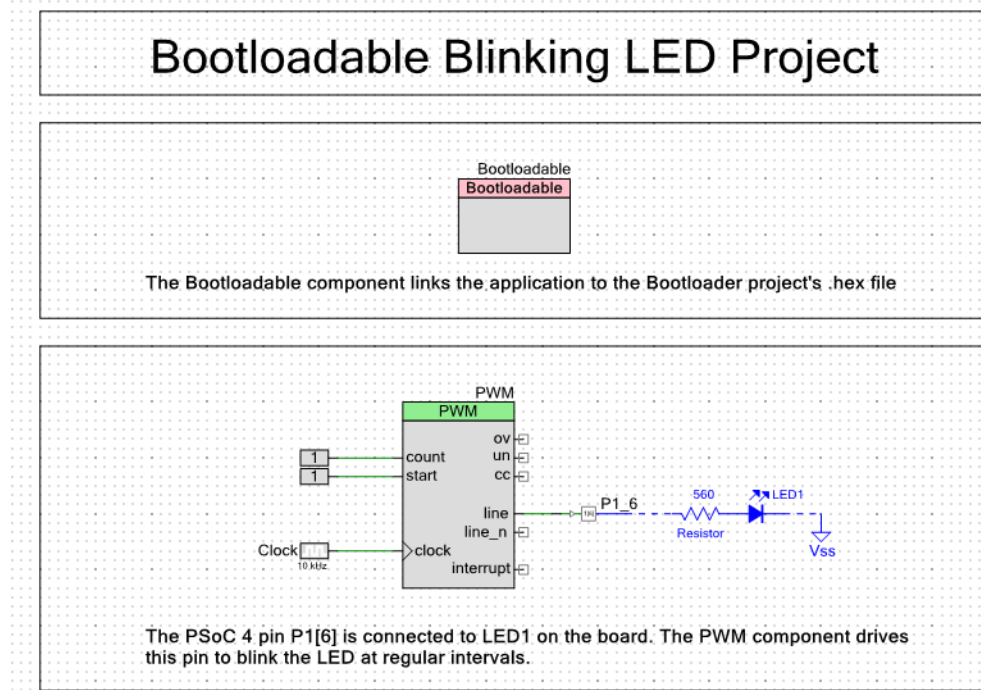 Bootloadable Blinking LED Project
Bootloadable
Bootloadable
The Bootloadable component links the application to the Bootloader project's .hex file
PWM
PWM
ov
1 count un
1 start cc
line P1_6 560 LED1
Resistor
line_n
Vss
Clock clock
10 kHz
interrupt
The PSoC 4 pin P1[6] is connected to LED1 on the board. The PWM component drives
this pin to blink the LED at regular intervals.